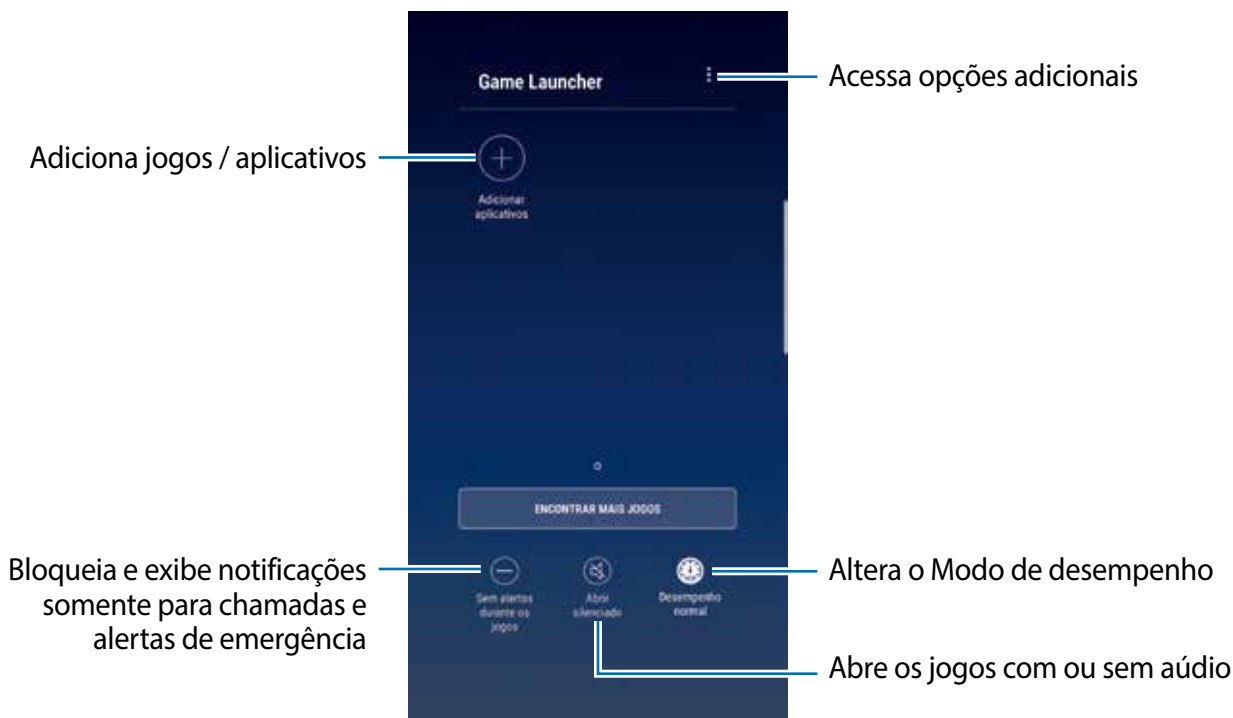 Game Launcher
Acessa opções adicionais
Adiciona jogos / aplicativos
Adicionar
aplicativos
ENCONTRAR MAIS JOGOS
Bloqueia e exibe notificações
somente para chamadas e
alertas de emergência
Sem alertas
durante os
jogos
Abrir
silenciado
Desempenho
normal
Altera o Modo de desempenho
Abre os jogos com ou sem aúdio